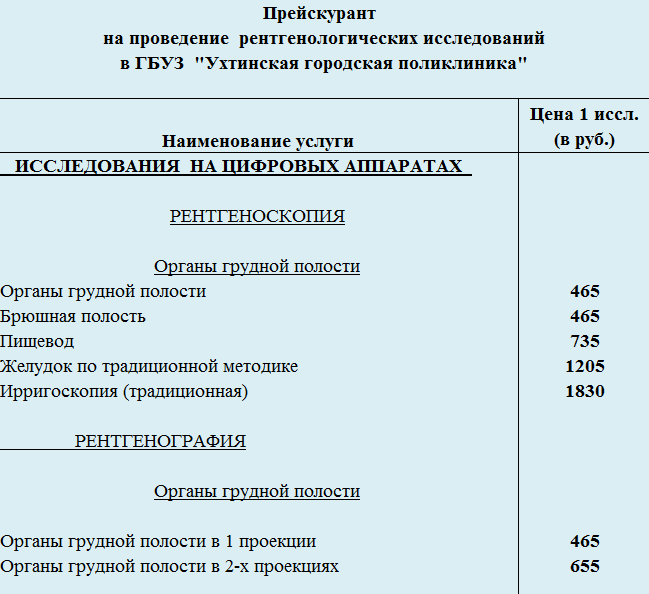 Прейскурант
на проведение рентгенологических исследований
в ГБУЗ "Ухтинская городская поликлиника"
Наименование услуги Цена 1 иссл. (в руб.)
ИССЛЕДОВАНИЯ НА ЦИФРОВЫХ АППАРАТАХ
РЕНТГЕНОСКОПИЯ
Органы грудной полости
Органы грудной полости 465
Брюшная полость 465
Пищевод 735
Желудок по традиционной методике 1205
Ирригоскопия (традиционная) 1830
РЕНТГЕНОГРАФИЯ
Органы грудной полости
Органы грудной полости в 1 проекции 465
Органы грудной полости в 2-х проекциях 655